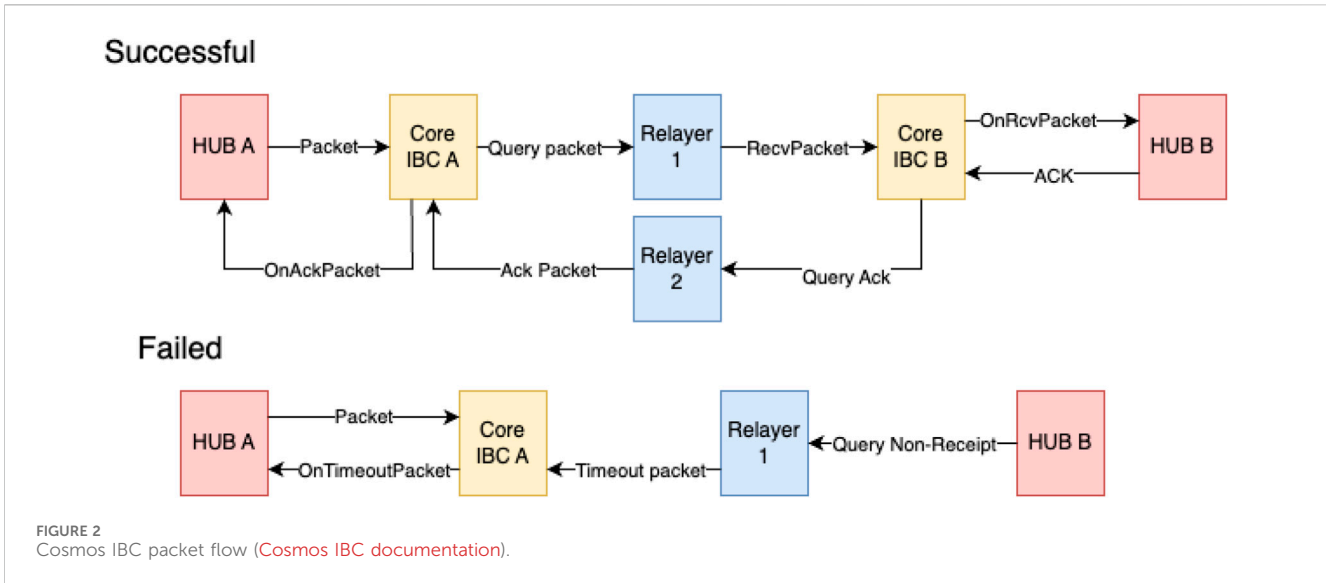 Successful
HUB A
Packet
Core
IBC A
Query packet
Relayer
1
RecvPacket
Core
IBC B
OnRcvPacket
ACK
HUB B
OnAckPacket
Ack Packet
Relayer
2
Query Ack
Failed
HUB A
Packet
OnTimeoutPacket
Core
IBC A
Timeout packet
Relayer
1
Query Non-Receipt
HUB B
FIGURE 2
Cosmos IBC packet flow (Cosmos IBC documentation).